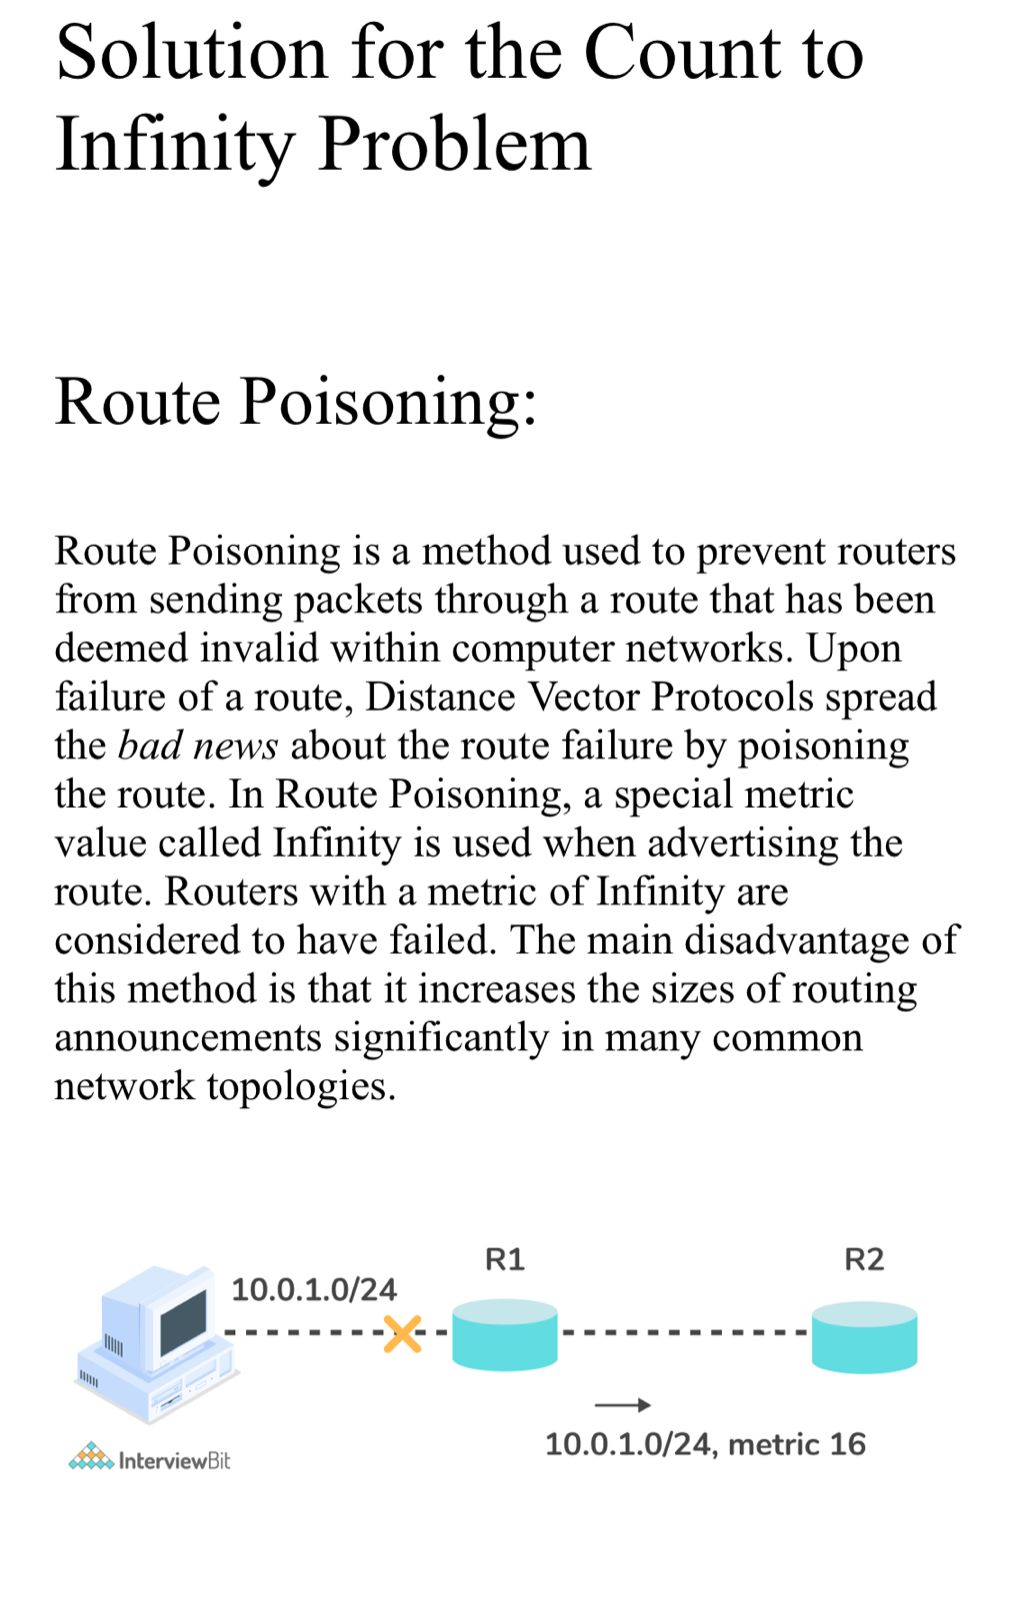 Solution for the Count to
Infinity Problem
Route Poisoning:
Route Poisoning is a method used to prevent routers
from sending packets through a route that has been
deemed invalid within computer networks. Upon
failure of a route, Distance Vector Protocols spread
the bad news about the route failure by poisoning
the route. In Route Poisoning, a special metric
value called Infinity is used when advertising the
route. Routers with a metric of Infinity are
considered to have failed. The main disadvantage of
this method is that it increases the sizes of routing
announcements significantly in many common
network topologies.
R1
R2
10.0.1.0/24
10.0.1.0/24, metric 16
InterviewBit